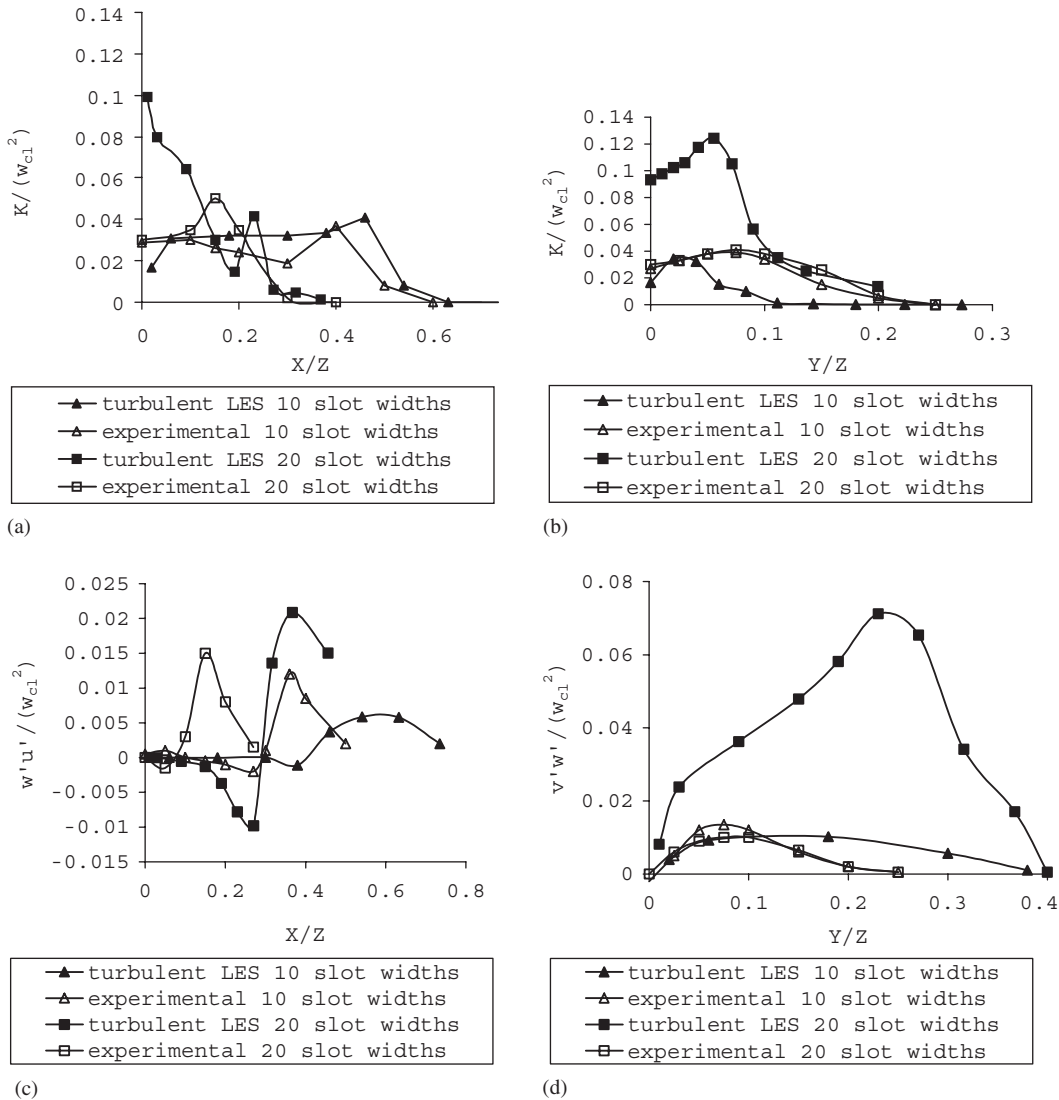 0.14
0.12
0.1
0.08
0.06
0.04
0.02
0
K/(w_cl^2)
0 0.2 0.4 0.6
X/Z
turbulent LES 10 slot widths
experimental 10 slot widths
turbulent LES 20 slot widths
experimental 20 slot widths
(a)
0.14
0.12
0.1
0.08
0.06
0.04
0.02
0
K/(w_cl^2)
0 0.1 0.2 0.3
Y/Z
turbulent LES 10 slot widths
experimental 10 slot widths
turbulent LES 20 slot widths
experimental 20 slot widths
(b)
0.025
0.02
0.015
0.01
0.005
0
-0.005
-0.01
-0.015
w'u'/(w_cl^2)
0 0.2 0.4 0.6 0.8
X/Z
turbulent LES 10 slot widths
experimental 10 slot widths
turbulent LES 20 slot widths
experimental 20 slot widths
(c)
0.08
0.06
0.04
0.02
0
v'w'/(w_cl^2)
0 0.1 0.2 0.3 0.4
Y/Z
turbulent LES 10 slot widths
experimental 10 slot widths
turbulent LES 20 slot widths
experimental 20 slot widths
(d)